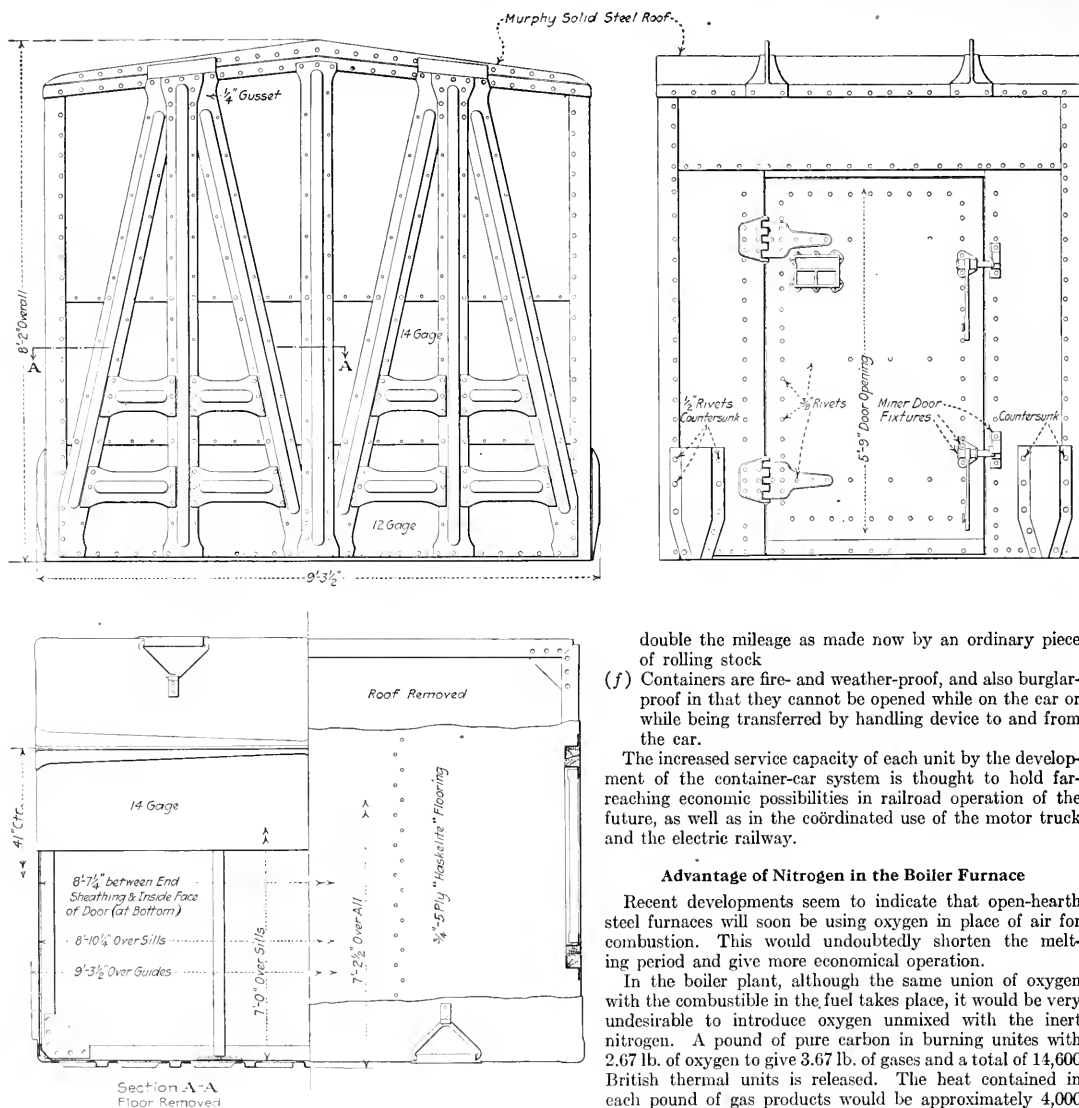 Murphy Solid Steel Roof
1/4" Gusset
8'-2" Overall
A
A
14 Gage
12 Gage
9'-3 1/2"
1/2" Rivets
Countersunk
3/8" Rivets
5'-9" Door Opening
Miner Door
Fixtures
Countersunk
Roof Removed
41" Ctr.
14 Gage
8'-7 1/4" between End
Sheathing & Inside Face
of Door (at Bottom)
8'-10 1/4" Over Sills
9'-3 1/2" Over Guides
7'-0" Over Sills
7'-2 1/2" Over All
3/4"-5 Ply "Haskelite" Flooring
Section A-A
Floor Removed
double the mileage as made now by an ordinary piece
of rolling stock
(f) Containers are fire- and weather-proof, and also burglar-
proof in that they cannot be opened while on the car or
while being transferred by handling device to and from
the car.
The increased service capacity of each unit by the develop-
ment of the container-car system is thought to hold far-
reaching economic possibilities in railroad operation of the
future, as well as in the coördinated use of the motor truck
and the electric railway.
Advantage of Nitrogen in the Boiler Furnace
Recent developments seem to indicate that open-hearth
steel furnaces will soon be using oxygen in place of air for
combustion. This would undoubtedly shorten the melt-
ing period and give more economical operation.
In the boiler plant, although the same union of oxygen
with the combustible in the fuel takes place, it would be very
undesirable to introduce oxygen unmixed with the inert
nitrogen. A pound of pure carbon in burning unites with
2.67 lb. of oxygen to give 3.67 lb. of gases and a total of 14,600
British thermal units is released. The heat contained in
each pound of gas products would be approximately 4,000